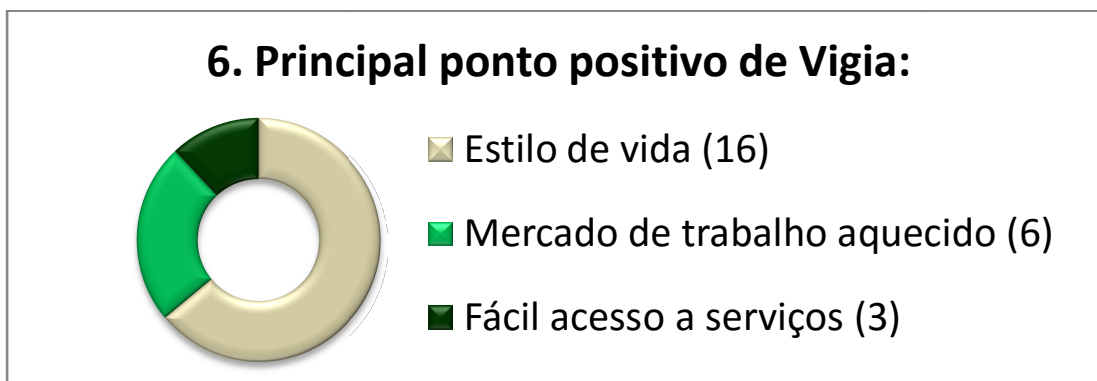 6. Principal ponto positivo de Vigia:
Estilo de vida (16)
Mercado de trabalho aquecido (6)
Fácil acesso a serviços (3)